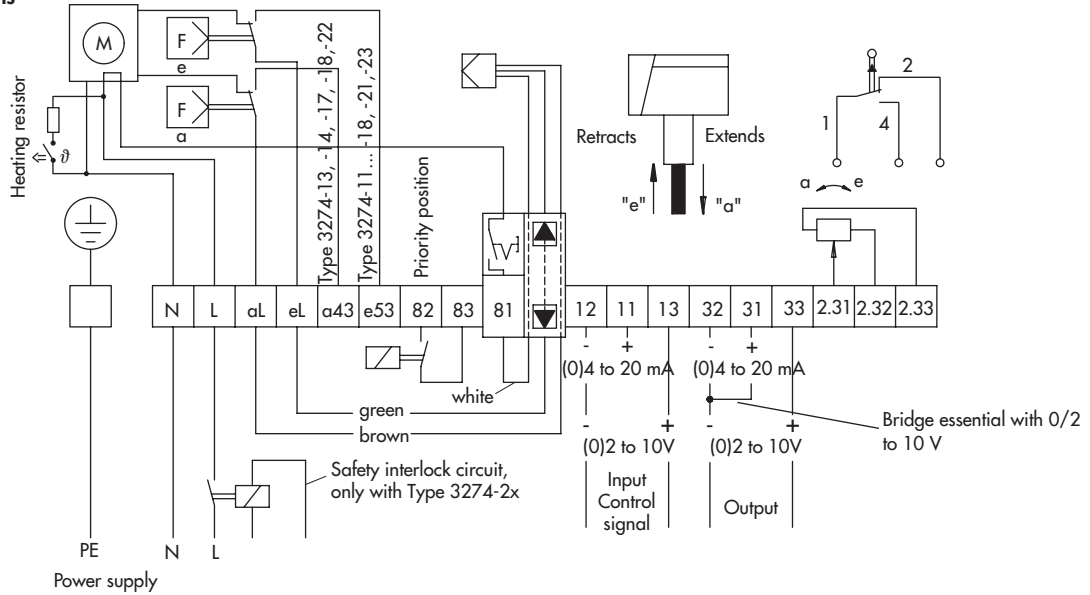 M
F
e
F
a
Heating resistor
ϑ
Type 3274-13, -14, -17, -18,-22
Type 3274-11... -18, -21,-23
Priority position
Retracts
Extends
"e"
"a"
1
2
4
a
e
N
L
aL
eL
a43
e53
82
83
81
12
11
13
32
31
33
2.31
2.32
2.33
- +
(0)4 to 20 mA
- +
(0)4 to 20 mA
white
green
brown
- +
(0)2 to 10V
- +
(0)2 to 10V
Bridge essential with 0/2
to 10 V
Safety interlock circuit,
only with Type 3274-2x
Input
Control
signal
Output
PE
N
L
Power supply